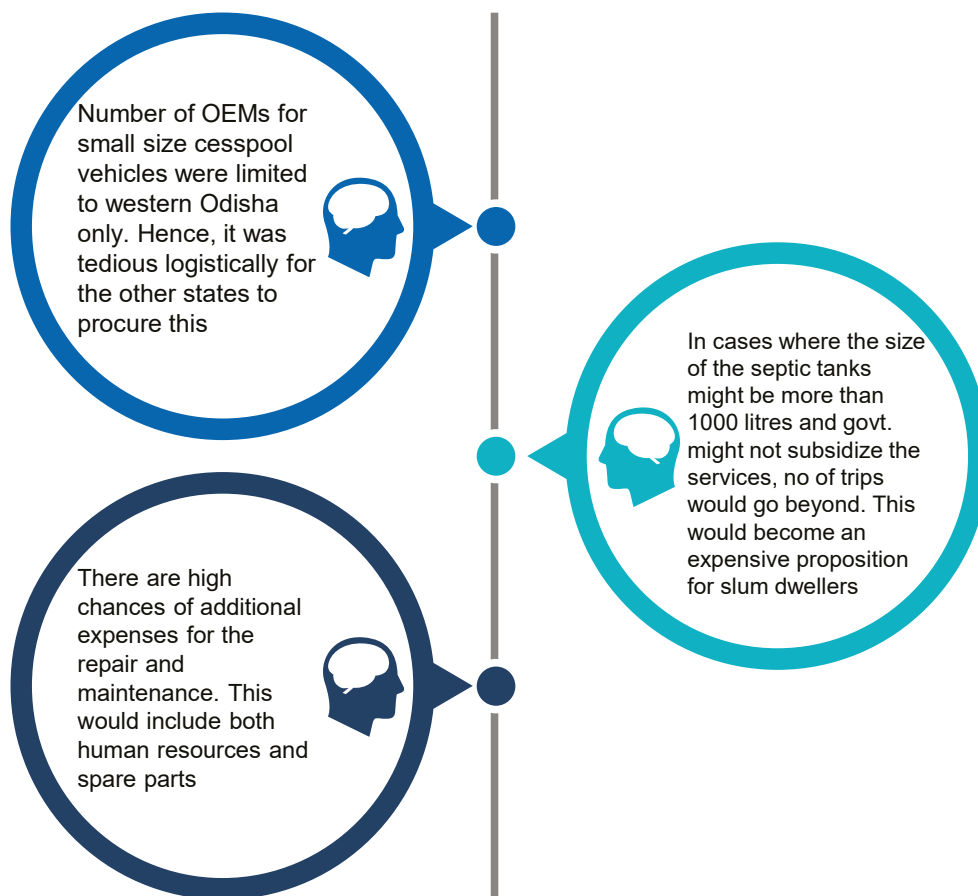 Number of OEMs for
small size cesspool
vehicles were limited
to western Odisha
only. Hence, it was
tedious logistically for
the other states to
procure this
In cases where the size
of the septic tanks
might be more than
1000 litres and govt.
might not subsidize the
services, no of trips
would go beyond. This
would become an
expensive proposition
for slum dwellers
There are high
chances of additional
expenses for the
repair and
maintenance. This
would include both
human resources and
spare parts